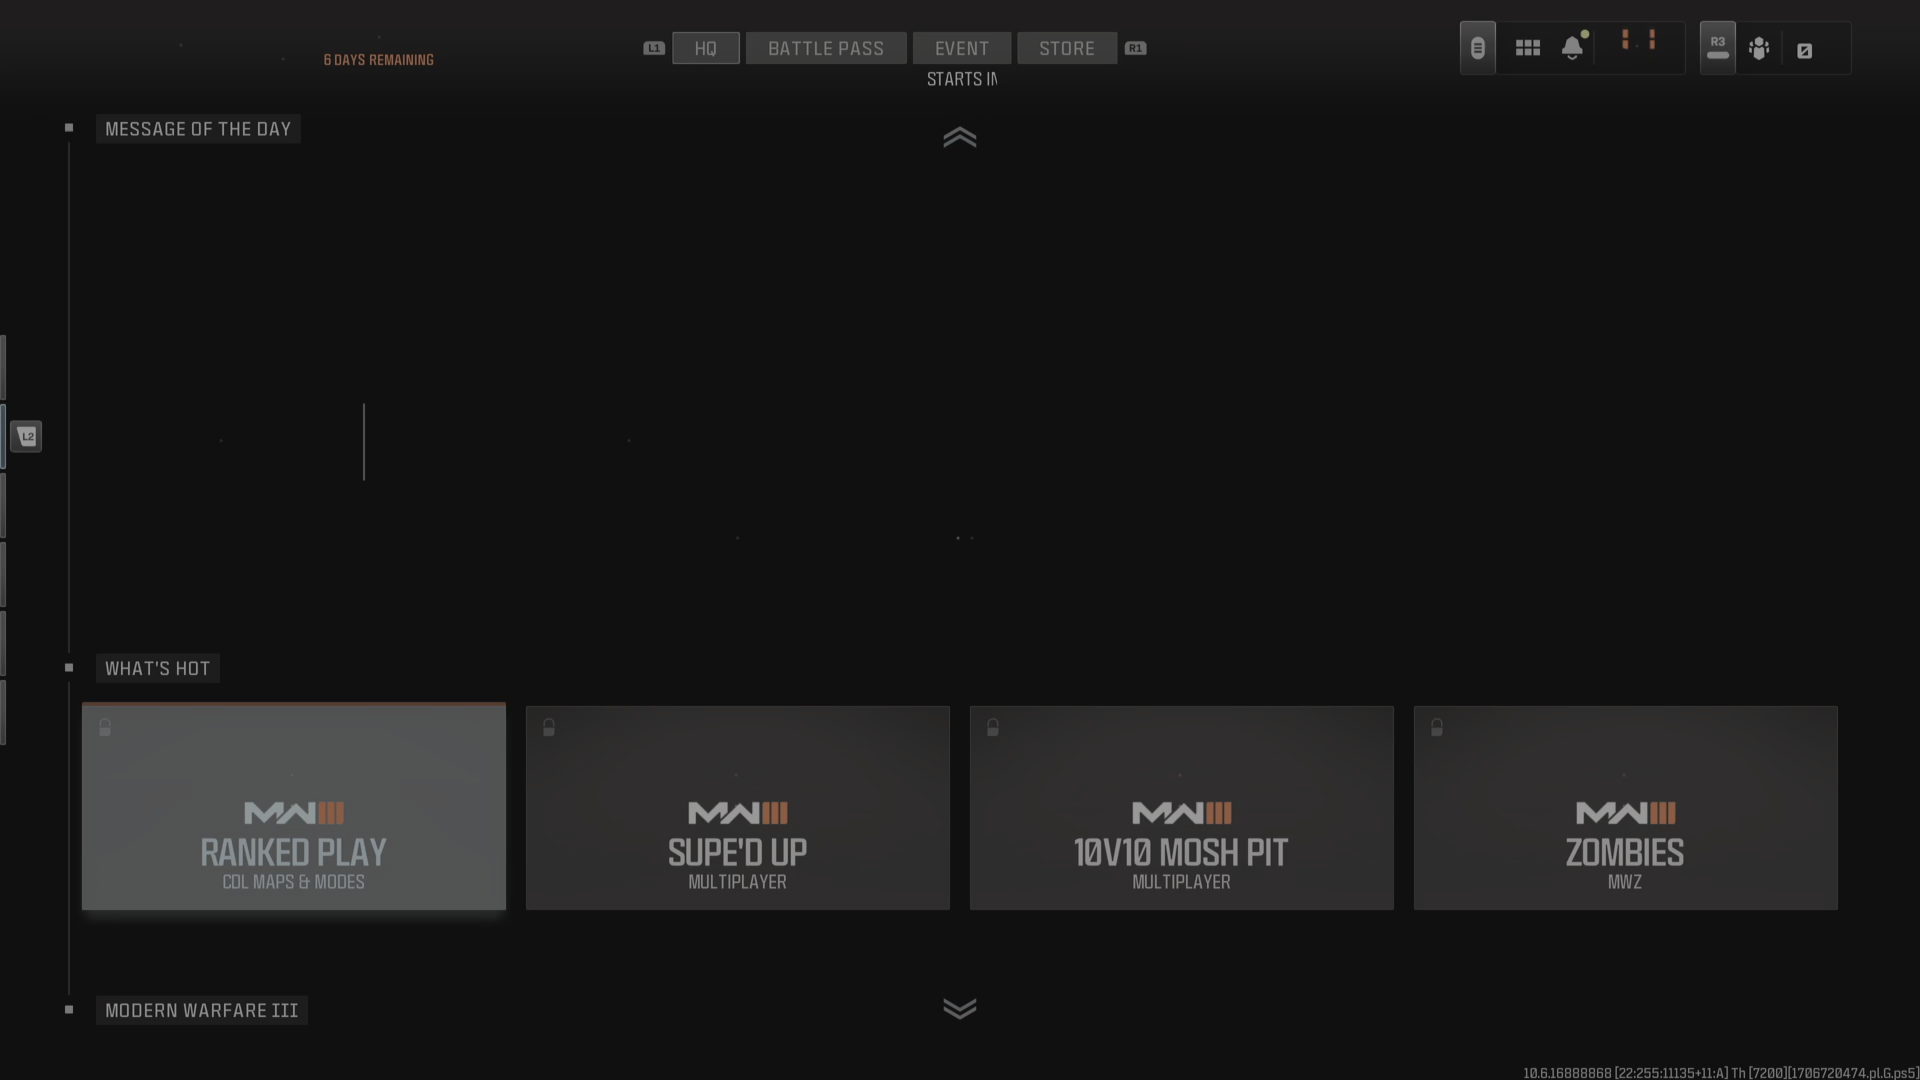 6 DAYS REMAINING
L1 HQ BATTLE PASS EVENT STORE R1
STARTS IN
R3
0
MESSAGE OF THE DAY
L2
WHAT'S HOT
MWIII
RANKED PLAY
CDL MAPS & MODES
MWIII
SUPE'D UP
MULTIPLAYER
MWIII
10V10 MOSH PIT
MULTIPLAYER
MWIII
ZOMBIES
MWZ
MODERN WARFARE III
10.6.16888868 [22:255:11135+11:A] Th [7200][1706720474.pl.G.ps5]